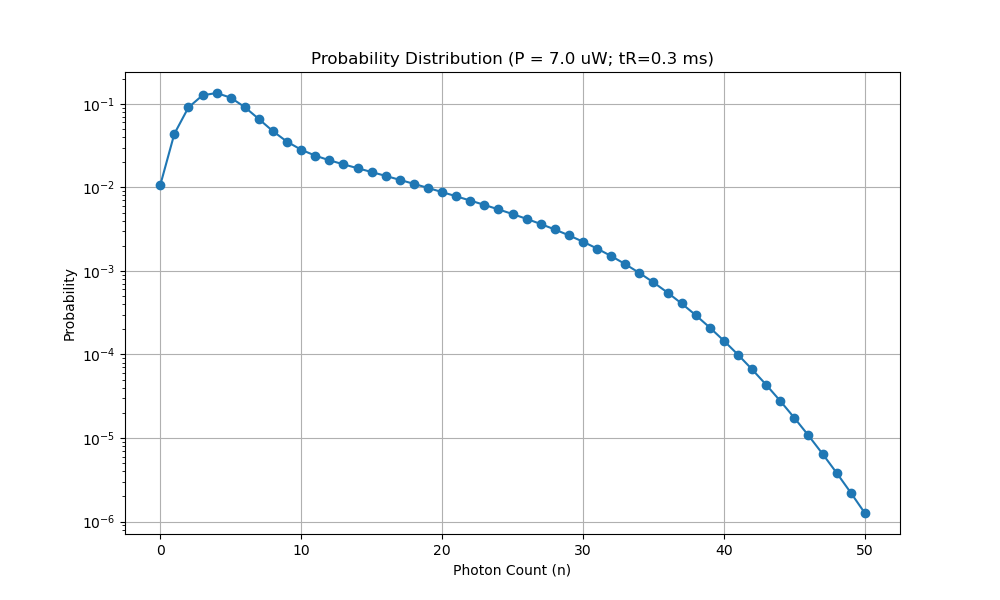 Probability Distribution (P = 7.0 uW; tR=0.3 ms)
Probability
10⁻¹
10⁻²
10⁻³
10⁻⁴
10⁻⁵
10⁻⁶
0 10 20 30 40 50
Photon Count (n)